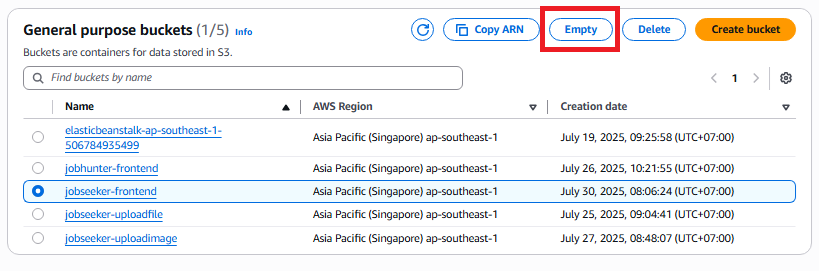 General purpose buckets (1/5) Info
Copy ARN Empty Delete Create bucket
Buckets are containers for data stored in S3.
Find buckets by name
1
Name AWS Region Creation date
elasticbeanstalk-ap-southeast-1-
506784935499 Asia Pacific (Singapore) ap-southeast-1 July 19, 2025, 09:25:58 (UTC+07:00)
jobhunter-frontend Asia Pacific (Singapore) ap-southeast-1 July 26, 2025, 10:21:55 (UTC+07:00)
jobseeker-frontend Asia Pacific (Singapore) ap-southeast-1 July 30, 2025, 08:06:24 (UTC+07:00)
jobseeker-uploadfile Asia Pacific (Singapore) ap-southeast-1 July 25, 2025, 09:04:41 (UTC+07:00)
jobseeker-uploadimage Asia Pacific (Singapore) ap-southeast-1 July 27, 2025, 08:48:07 (UTC+07:00)